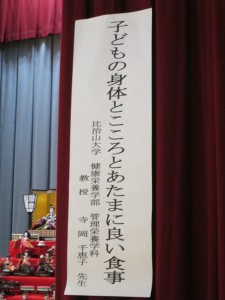 子どもの身体とこころとあたまに良い食事
比治山大学　健康栄養学部　管理栄養学科
教授　寺岡　千恵子　先生